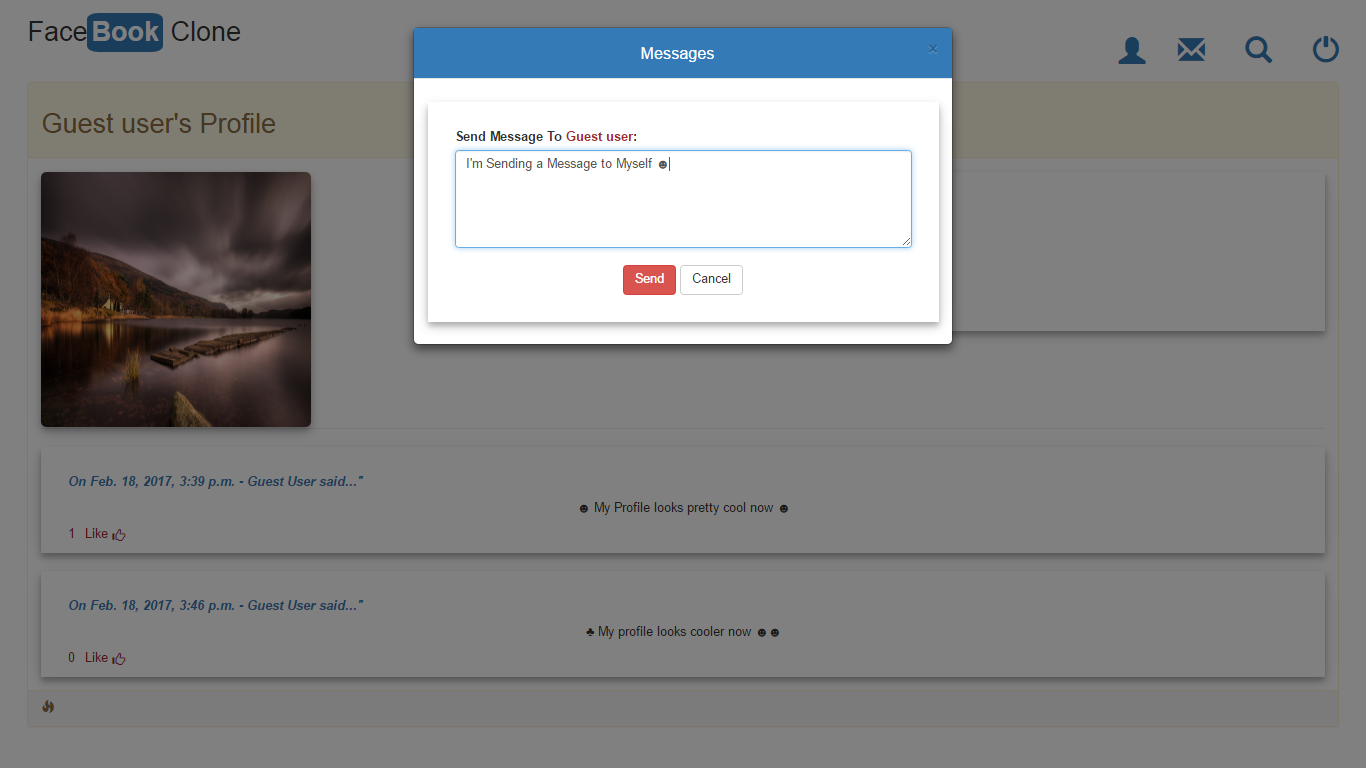 FaceBook Clone
Messages
×
Guest user's Profile
Send Message To Guest user:
I'm Sending a Message to Myself ☻
Send Cancel
On Feb. 18, 2017, 3:39 p.m. - Guest User said..."
☻ My Profile looks pretty cool now ☻
1 Like
On Feb. 18, 2017, 3:46 p.m. - Guest User said..."
♣ My profile looks cooler now ☻☻
0 Like